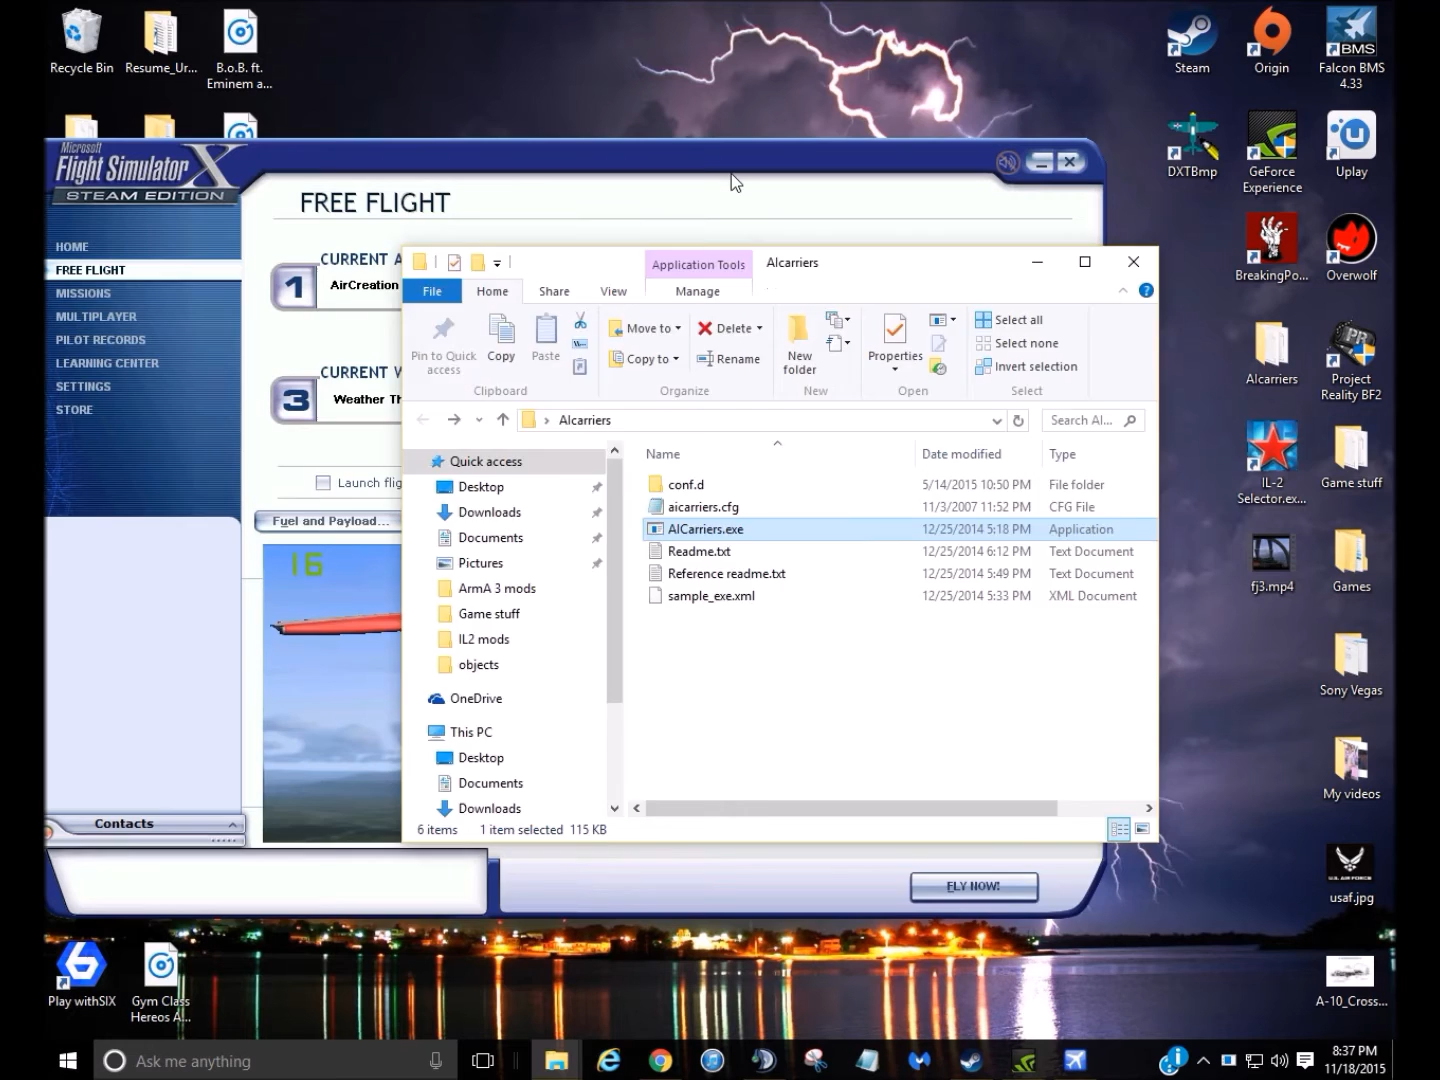 Recycle Bin
Resume_Ur...
B.o.B. ft.
Eminem a...
Steam
Origin
BMS
Falcon BMS
4.33
DXTBmp
GeForce
Experience
Uplay
BreakingPo...
Overwolf
AIcarriers
Project
Reality BF2
IL-2
Selector.ex...
Game stuff
fj3.mp4
Games
Sony Vegas
My videos
U.S. AIR FORCE
usaf.jpg
A-10_Cross...
Play withSIX
Gym Class
Hereos A...
Microsoft
Flight Simulator X
STEAM EDITION
HOME
FREE FLIGHT
MISSIONS
MULTIPLAYER
PILOT RECORDS
LEARNING CENTER
SETTINGS
STORE
Contacts
FREE FLIGHT
1
CURRENT A
AirCreation
3
CURRENT W
Weather Th
Launch flig
Fuel and Payload...
16
FLY NOW!
Application Tools
AIcarriers
File
Home
Share
View
Manage
Pin to Quick
access
Copy
Paste
Clipboard
Move to
Copy to
Delete
Rename
Organize
New
folder
New
Properties
Open
Select all
Select none
Invert selection
Select
AIcarriers
Search AI...
Quick access
Desktop
Downloads
Documents
Pictures
ArmA 3 mods
Game stuff
IL2 mods
objects
OneDrive
This PC
Desktop
Documents
Downloads
Name Date modified Type
conf.d 5/14/2015 10:50 PM File folder
aicarriers.cfg 11/3/2007 11:52 PM CFG File
AICarriers.exe 12/25/2014 5:18 PM Application
Readme.txt 12/25/2014 6:12 PM Text Document
Reference readme.txt 12/25/2014 5:49 PM Text Document
sample_exe.xml 12/25/2014 5:33 PM XML Document
6 items 1 item selected 115 KB
Ask me anything
8:37 PM
11/18/2015